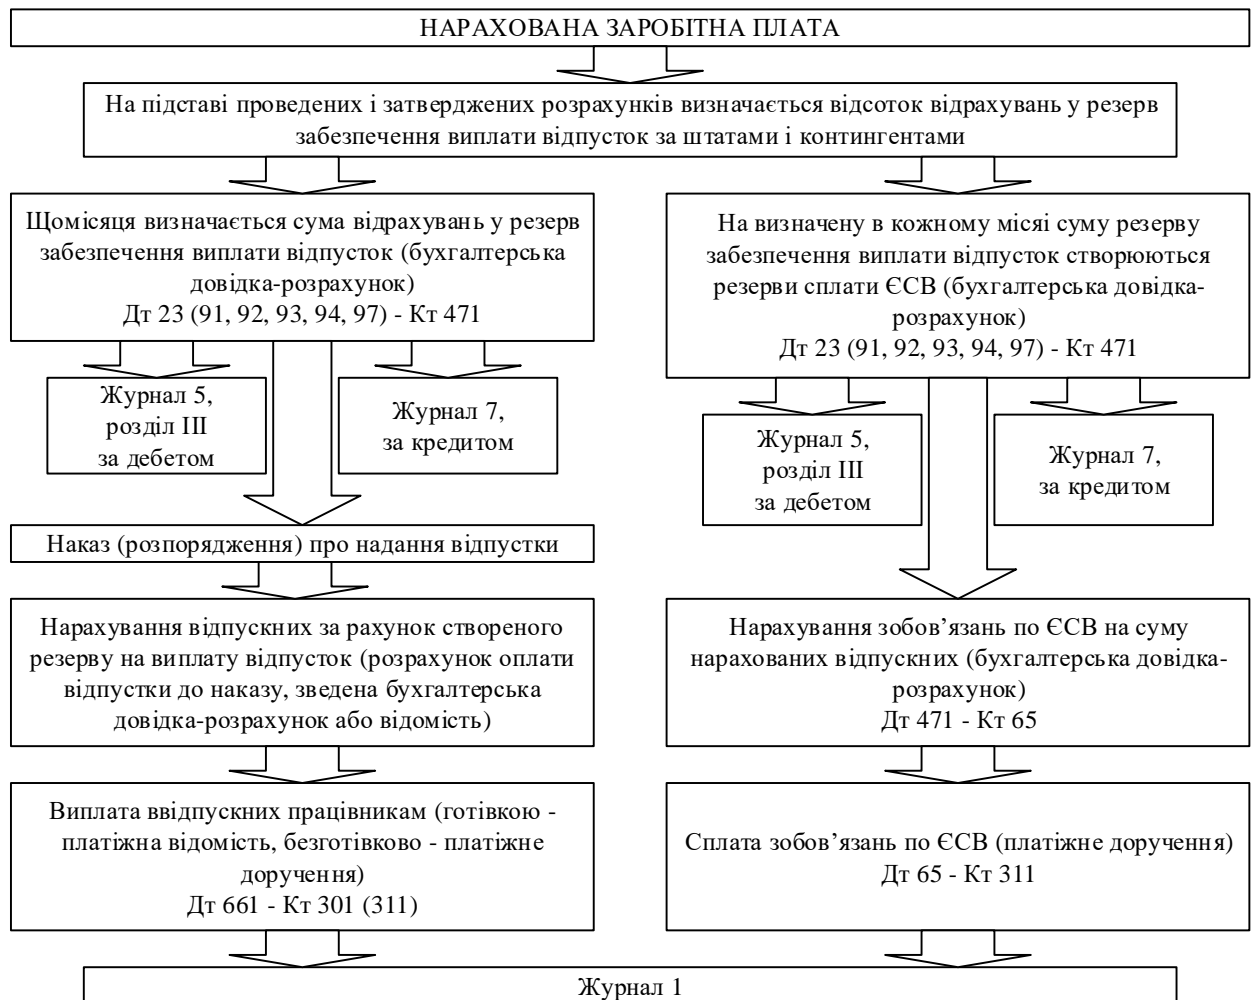 НАРАХОВАНА ЗАРОБІТНА ПЛАТА
На підставі проведених і затверджених розрахунків визначається відсоток відрахувань у резерв
забезпечення виплати відпусток за штатами і контингентами
Щомісяця визначається сума відрахувань у резерв
забезпечення виплати відпусток (бухгалтерська
довідка-розрахунок)
Дт 23 (91, 92, 93, 94, 97) - Кт 471
На визначену в кожному місяі суму резерву
забезпечення виплати відпусток створюються
резерви сплати ЄСВ (бухгалтерська довідка-
розрахунок)
Дт 23 (91, 92, 93, 94, 97) - Кт 471
Журнал 5,
розділ ІІІ
за дебетом
Журнал 7,
за кредитом
Журнал 5,
розділ ІІІ
за дебетом
Журнал 7,
за кредитом
Наказ (розпорядження) про надання відпустки
Нарахування відпускних за рахунок створеного
резерву на виплату відпусток (розрахунок оплати
відпустки до наказу, зведена бухгалтерська
довідка-розрахунок або відомість)
Нарахування зобов’язань по ЄСВ на суму
нарахованих відпускних (бухгалтерська довідка-
розрахунок)
Дт 471 - Кт 65
Виплата ввідпускних працівникам (готівкою -
платіжна відомість, безготівково - платіжне
доручення)
Дт 661 - Кт 301 (311)
Сплата зобов’язань по ЄСВ (платіжне доручення)
Дт 65 - Кт 311
Журнал 1